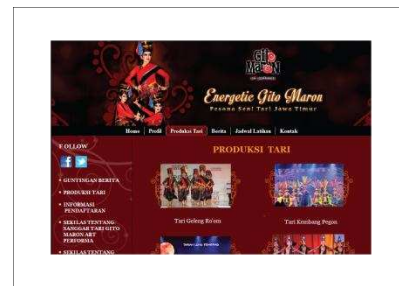 Gito
Maron
Energetic Gito Maron
Pesona Seni Tari Jawa Timur
Home Profil Produksi Tari Berita Jadwal Latihan Kontak
FOLLOW
PRODUKSI TARI
• GUNTINGAN BERITA
• PRODUKSI TARI
• INFORMASI
PENDAFTARAN
• SEKILAS TENTANG
SANGGAR TARI GITO
MARON ART
PERFORMA
• SEKILAS TENTANG
Tari Geleng Ro'om
Tari Kembang Pegon